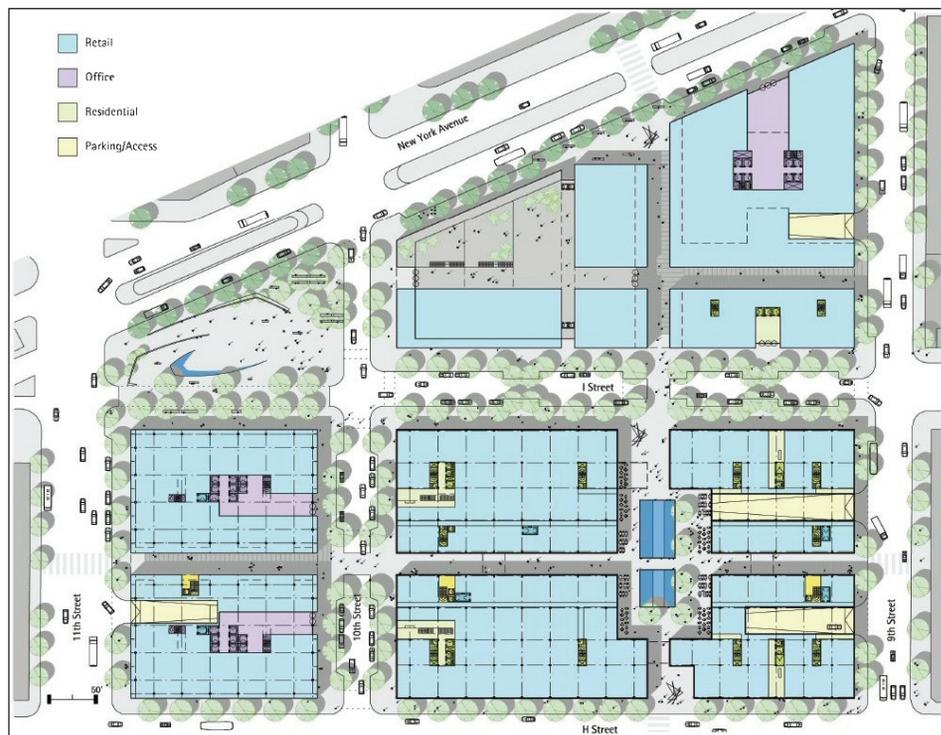 Retail
Office
Residential
Parking/Access
New York Avenue
I Street
11th Street
10th Street
9th Street
50'
H Street